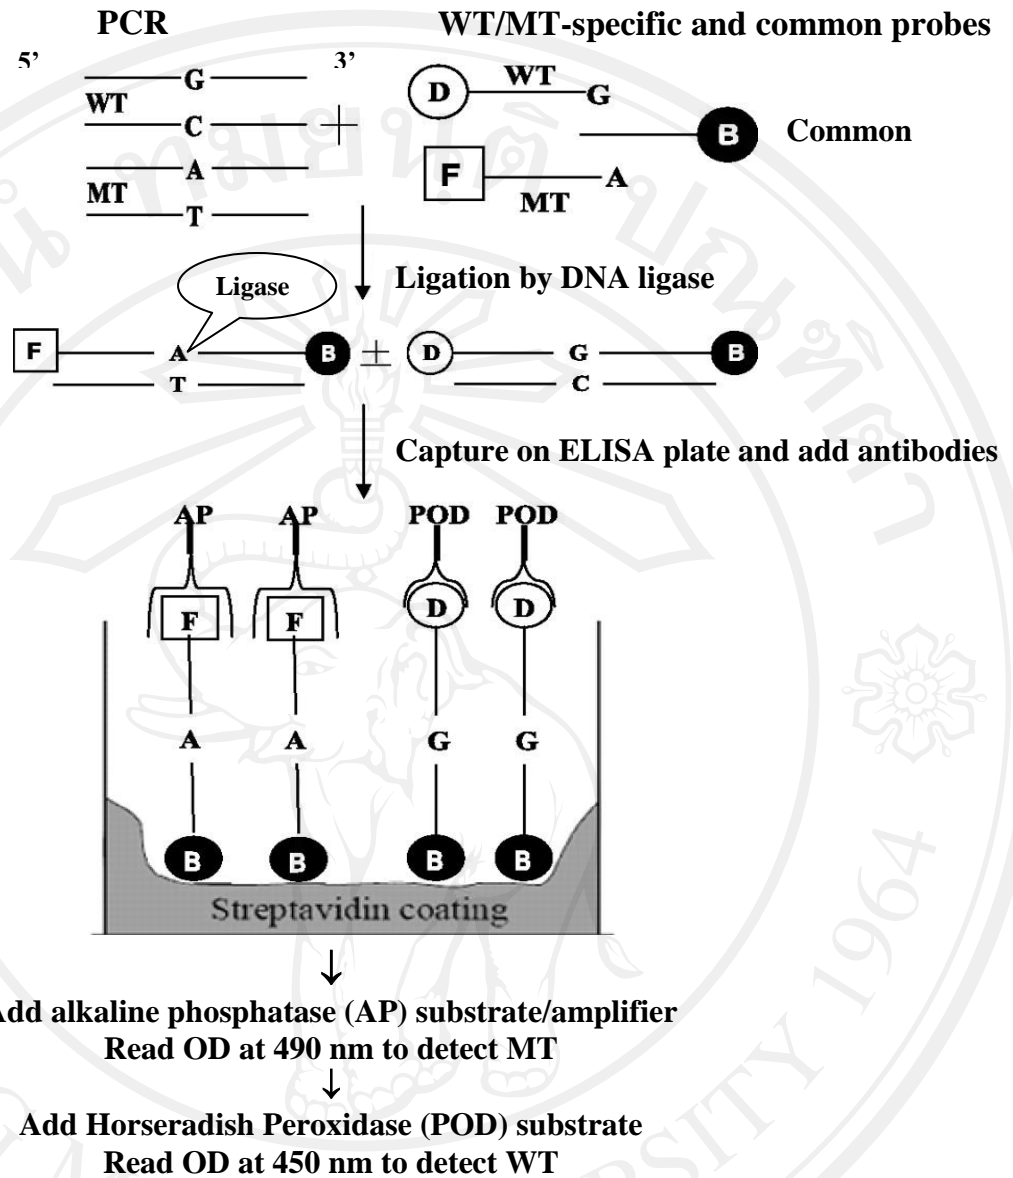 PCR
WT/MT-specific and common probes
5’
3’
G
WT
C
A
MT
T
D
WT
G
B
Common
F
A
MT
Ligase
Ligation by DNA ligase
F
A
B
T
D
G
B
C
Capture on ELISA plate and add antibodies
AP AP POD POD
F F D D
A A G G
B B B B
Streptavidin coating
Add alkaline phosphatase (AP) substrate/amplifier
Read OD at 490 nm to detect MT
Add Horseradish Peroxidase (POD) substrate
Read OD at 450 nm to detect WT
1964